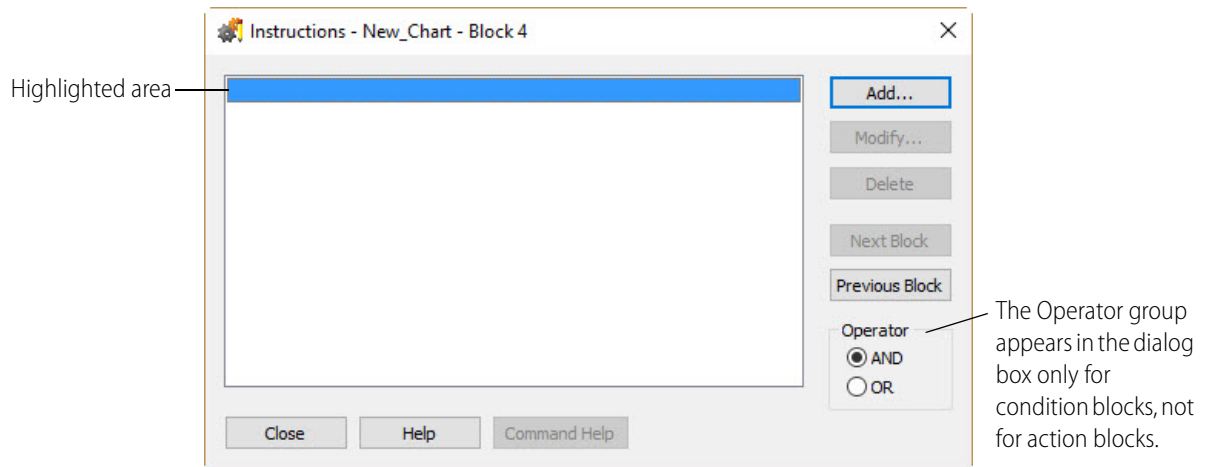 Instructions - New_Chart - Block 4
Highlighted area
Add...
Modify...
Delete
Next Block
Previous Block
Operator
AND
OR
The Operator group
appears in the dialog
box only for
condition blocks, not
for action blocks.
Close
Help
Command Help